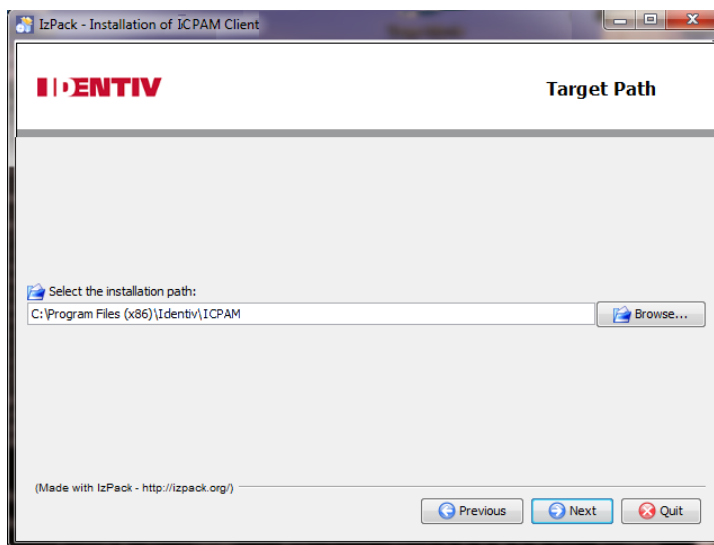 IzPack - Installation of ICPAM Client
IDENTIV
Target Path
Select the installation path:
C:\Program Files (x86)\Identiv\ICPAM
Browse...
(Made with IzPack - http://izpack.org/)
Previous
Next
Quit